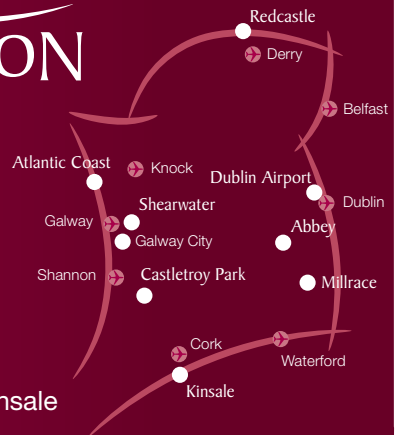 Redcastle
ON
Derry
Belfast
Atlantic Coast
Knock
Dublin Airport
Dublin
Shearwater
Galway
Abbey
Galway City
Shannon
Castletroy Park
Millrace
Cork
Waterford
Kinsale
nsale